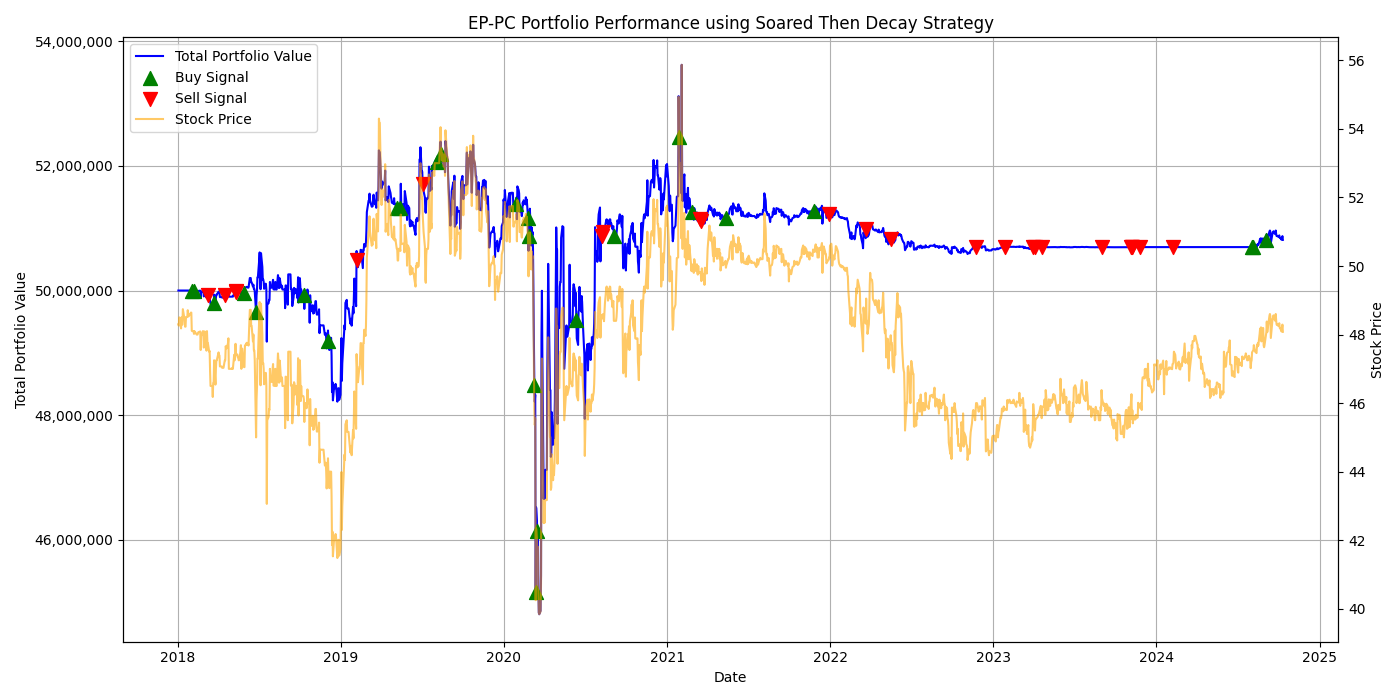 EP-PC Portfolio Performance using Soared Then Decay Strategy
Total Portfolio Value
Buy Signal
Sell Signal
Stock Price
54,000,000
52,000,000
50,000,000
48,000,000
46,000,000
Total Portfolio Value
56
54
52
50
48
46
44
42
40
Stock Price
2018 2019 2020 2021 2022 2023 2024 2025
Date